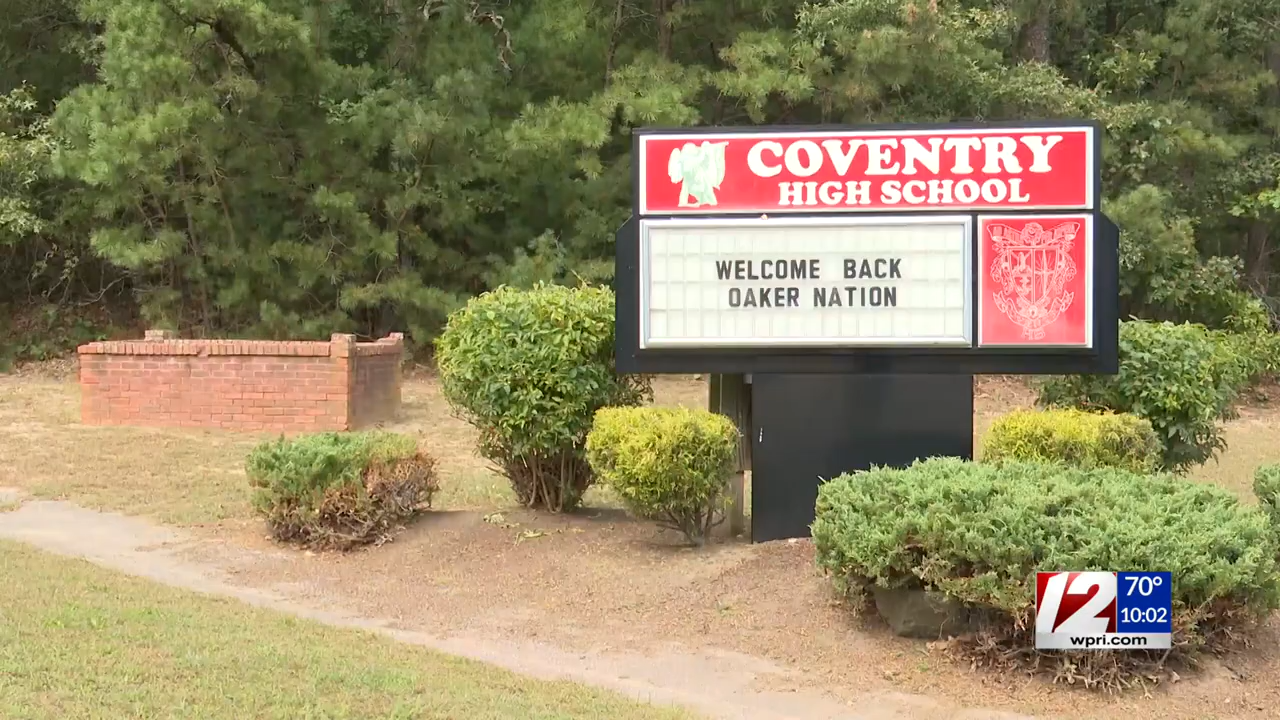 COVENTRY
HIGH SCHOOL
WELCOME BACK
OAKER NATION
12
70°
10:02
wpri.com